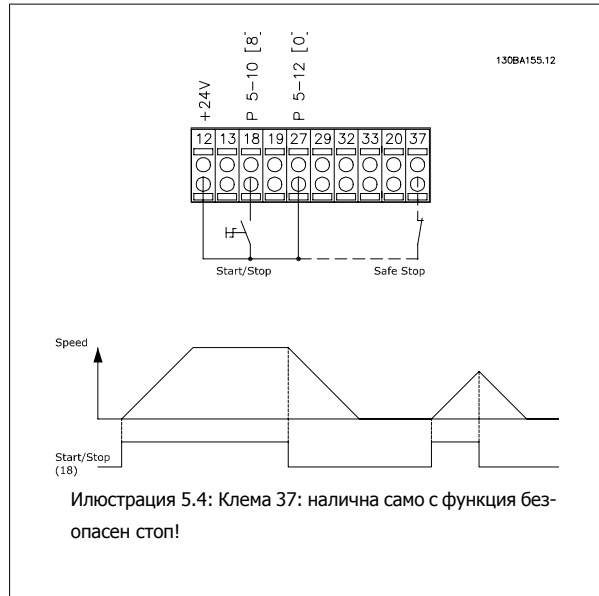 130BA155.12
+24V
P 5-10 [8]
P 5-12 [0]
12 13 18 19 27 29 32 33 20 37
Start/Stop
Safe Stop
Speed
Start/Stop
(18)
Илюстрация 5.4: Клема 37: налична само с функция без-
опасен стоп!